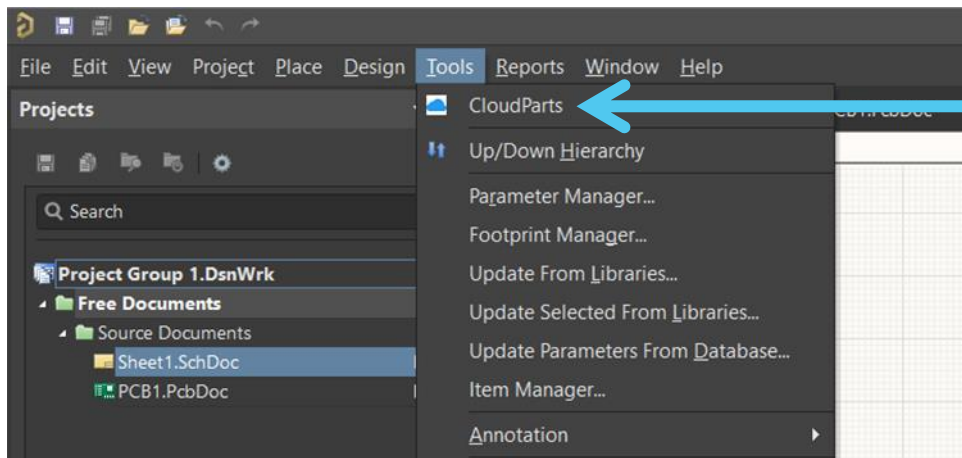 File Edit View Project Place Design Tools Reports Window Help
Projects
CloudParts
Up/Down Hierarchy
Search
Parameter Manager...
Footprint Manager...
Project Group 1.DsnWrk
Update From Libraries...
Free Documents
Update Selected From Libraries...
Source Documents
Sheet1.SchDoc
Update Parameters From Database...
PCB1.PcbDoc
Item Manager...
Annotation